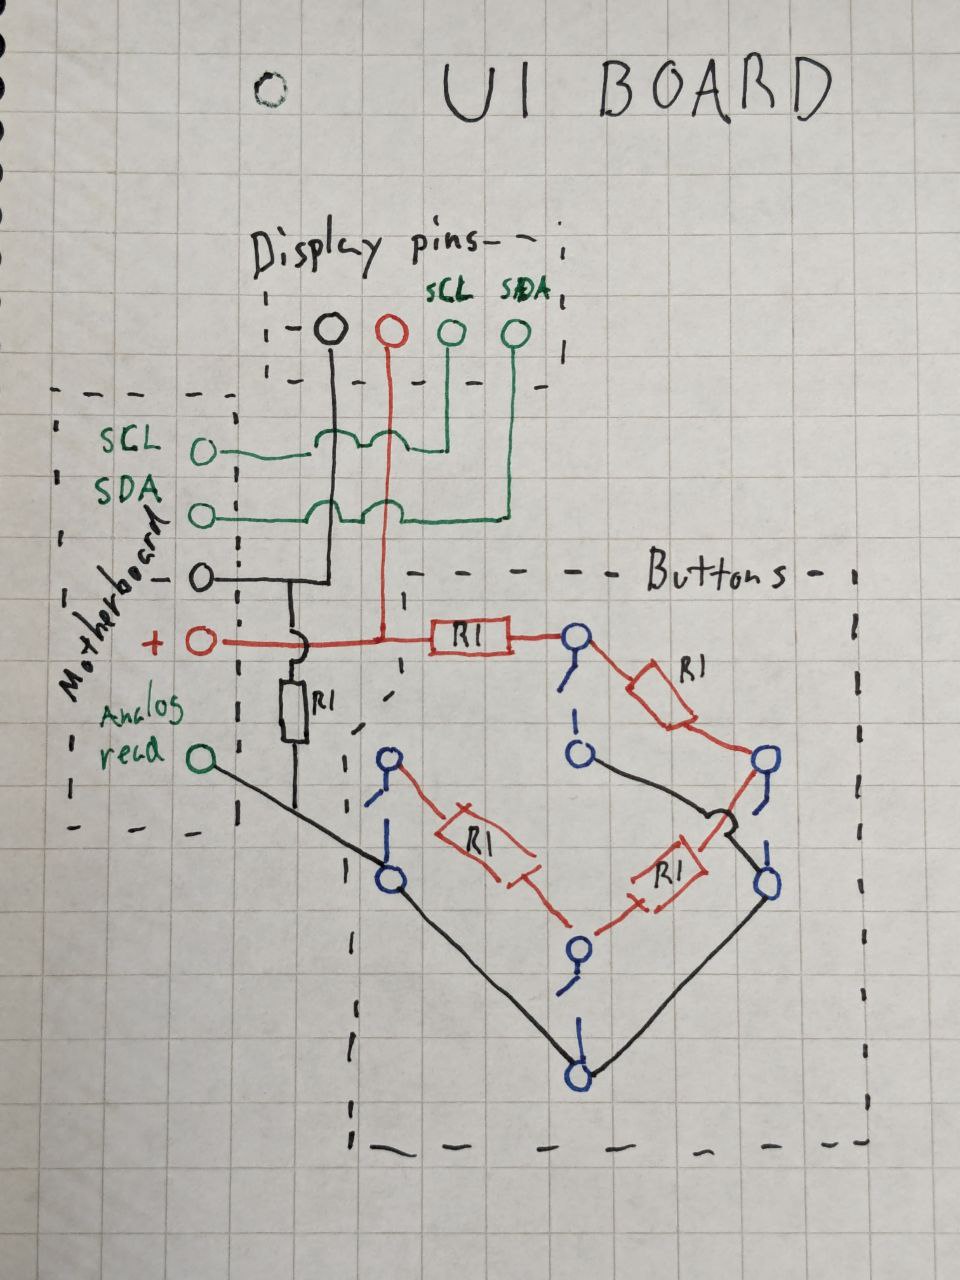 UI BOARD
Display pins
SCL SDA
-
SCL
SDA
-
+
Motherboard
Analog
read
Buttons
R1
R1
R1
R1
R1